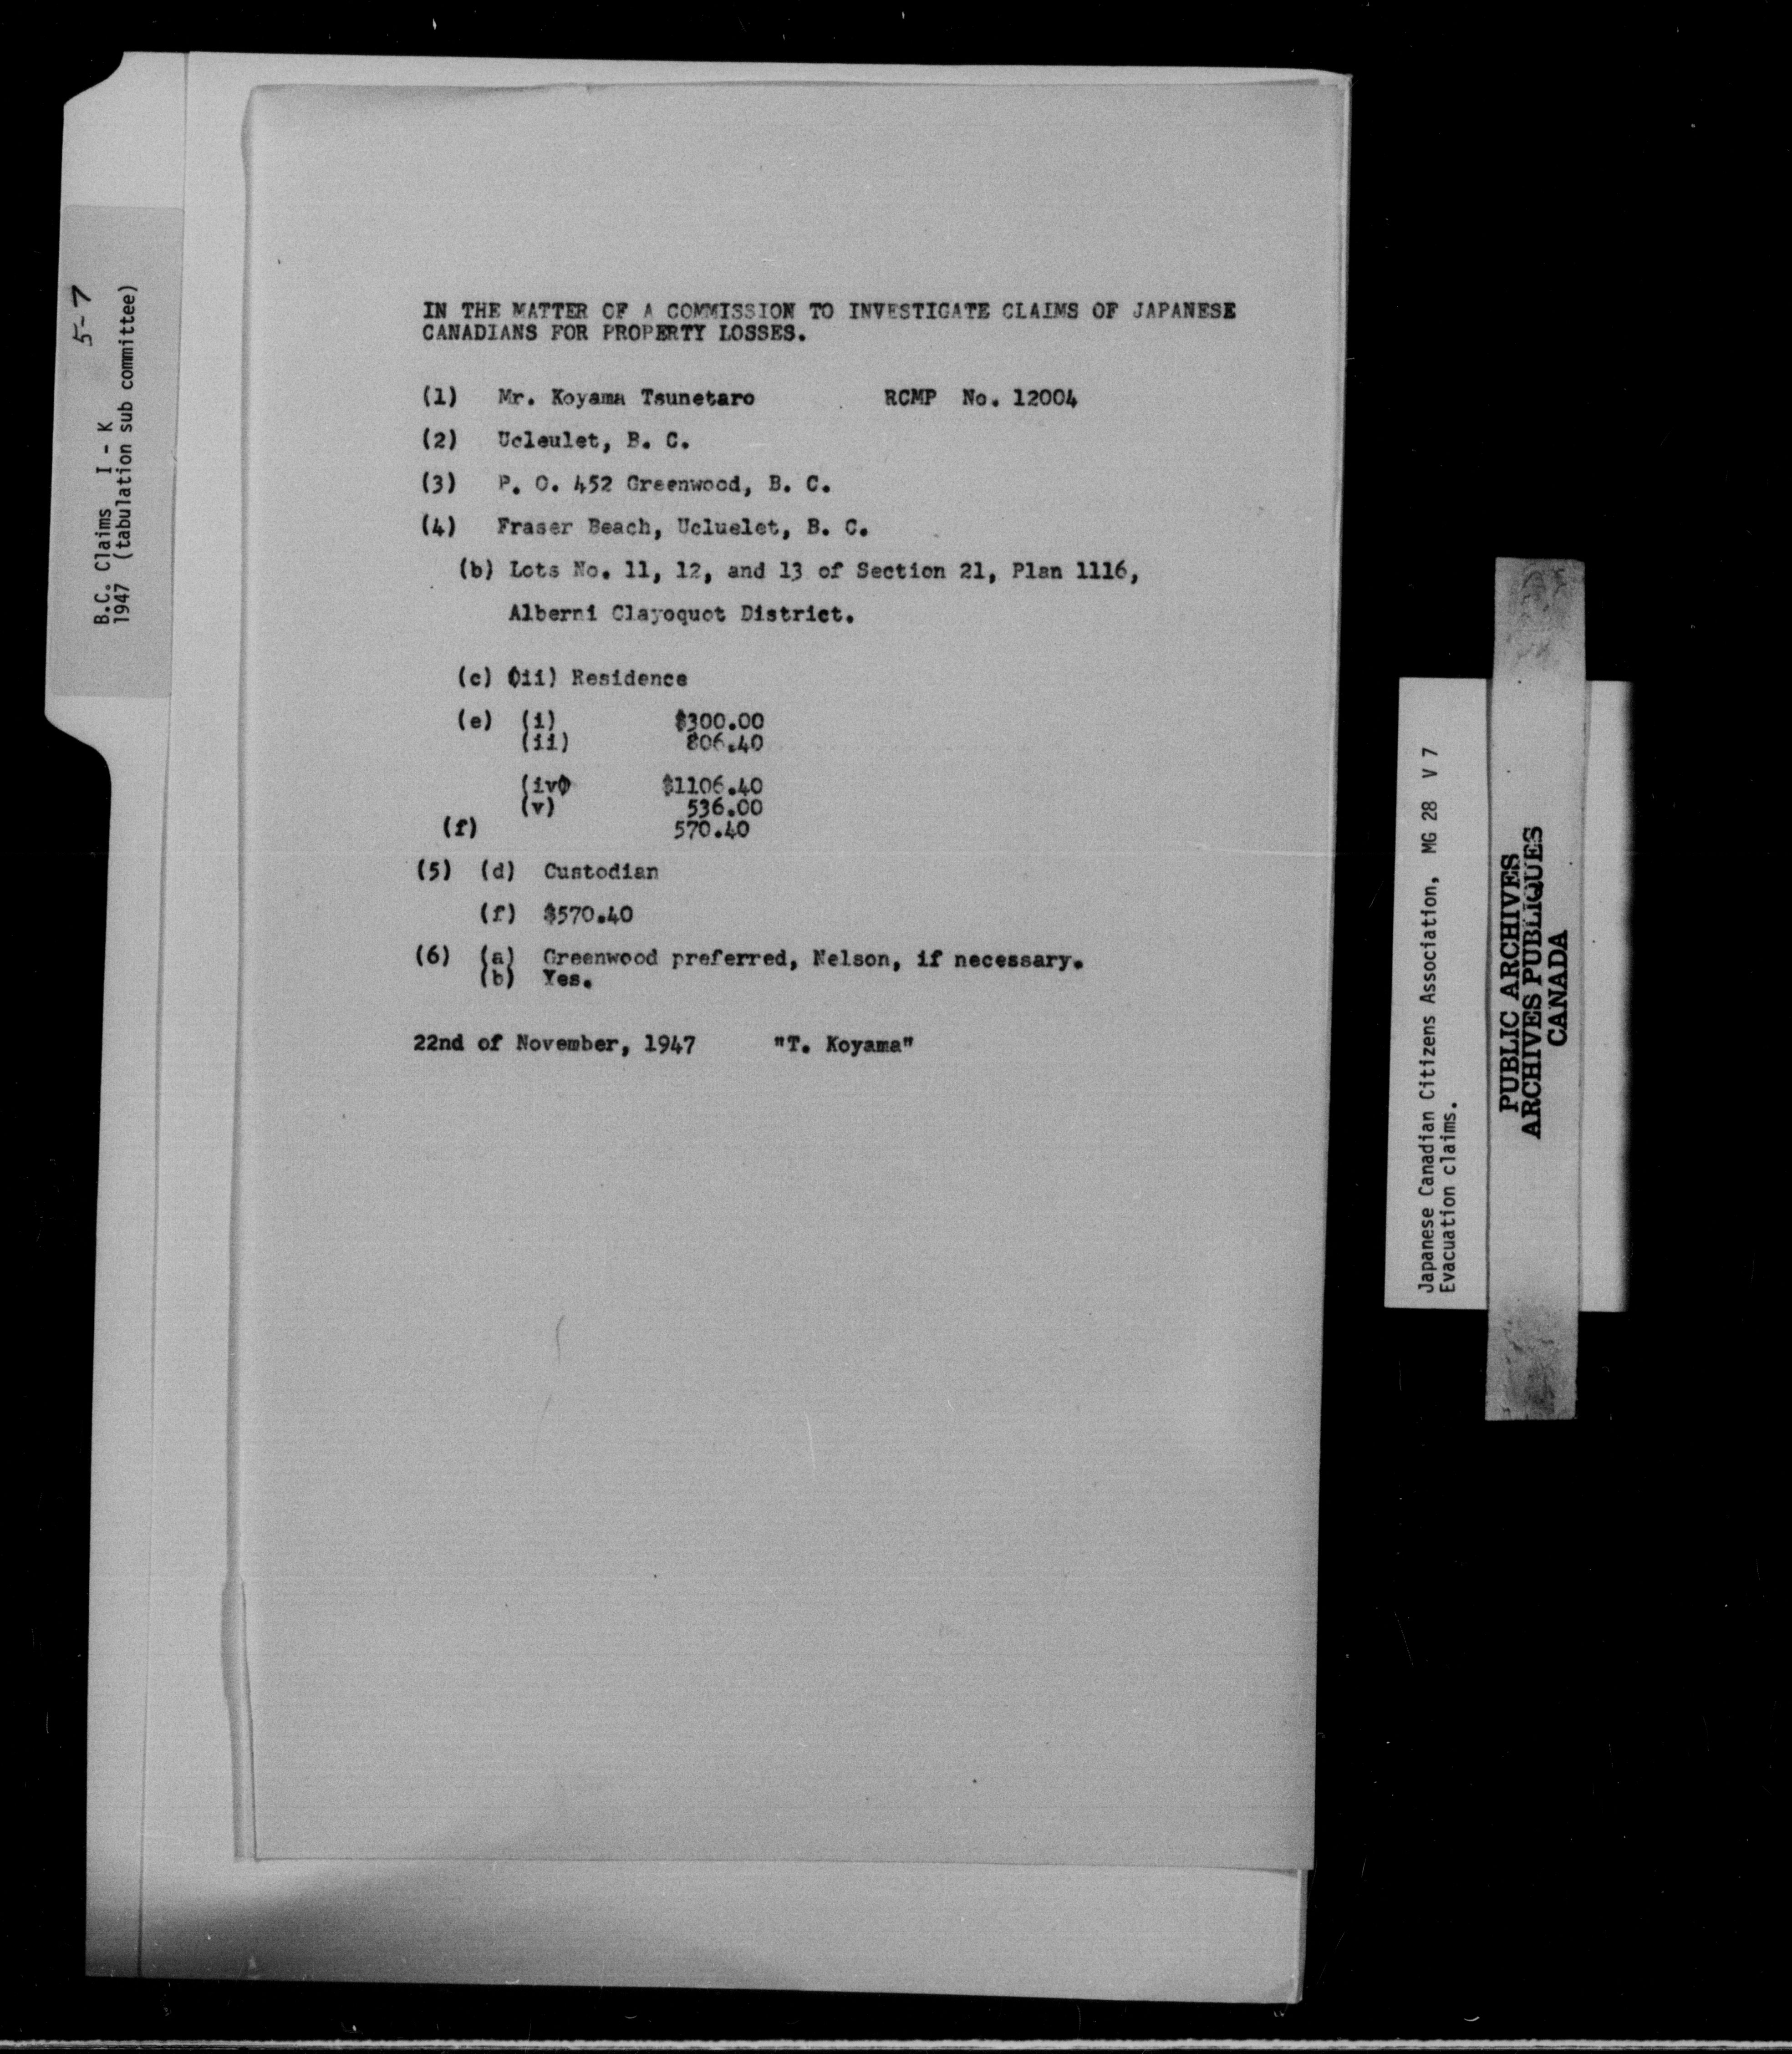 5-7
B.C. Claims I - K
1947 (tabulation sub committee)
IN THE MATTER OF A COMMISSION TO INVESTIGATE CLAIMS OF JAPANESE
CANADIANS FOR PROPERTY LOSSES.
(1) Mr. Koyama Tsunetaro RCMP No. 12004
(2) Ucleulet, B. C.
(3) P. O. 452 Greenwood, B. C.
(4) Fraser Beach, Ucluelet, B. C.
(b) Lots No. 11, 12, and 13 of Section 21, Plan 1116,
Alberni Clayoquot District.
(c) (ii) Residence
(e) (i) $300.00
(ii) 806.40
(iv) $1106.40
(v) 536.00
(f) 570.40
(5) (d) Custodian
(f) $570.40
(6) (a) Greenwood preferred, Nelson, if necessary.
(b) Yes.
22nd of November, 1947 "T. Koyama"
Japanese Canadian Citizens Association, MG 28 V 7
Evacuation claims.
PUBLIC ARCHIVES
ARCHIVES PUBLIQUES
CANADA